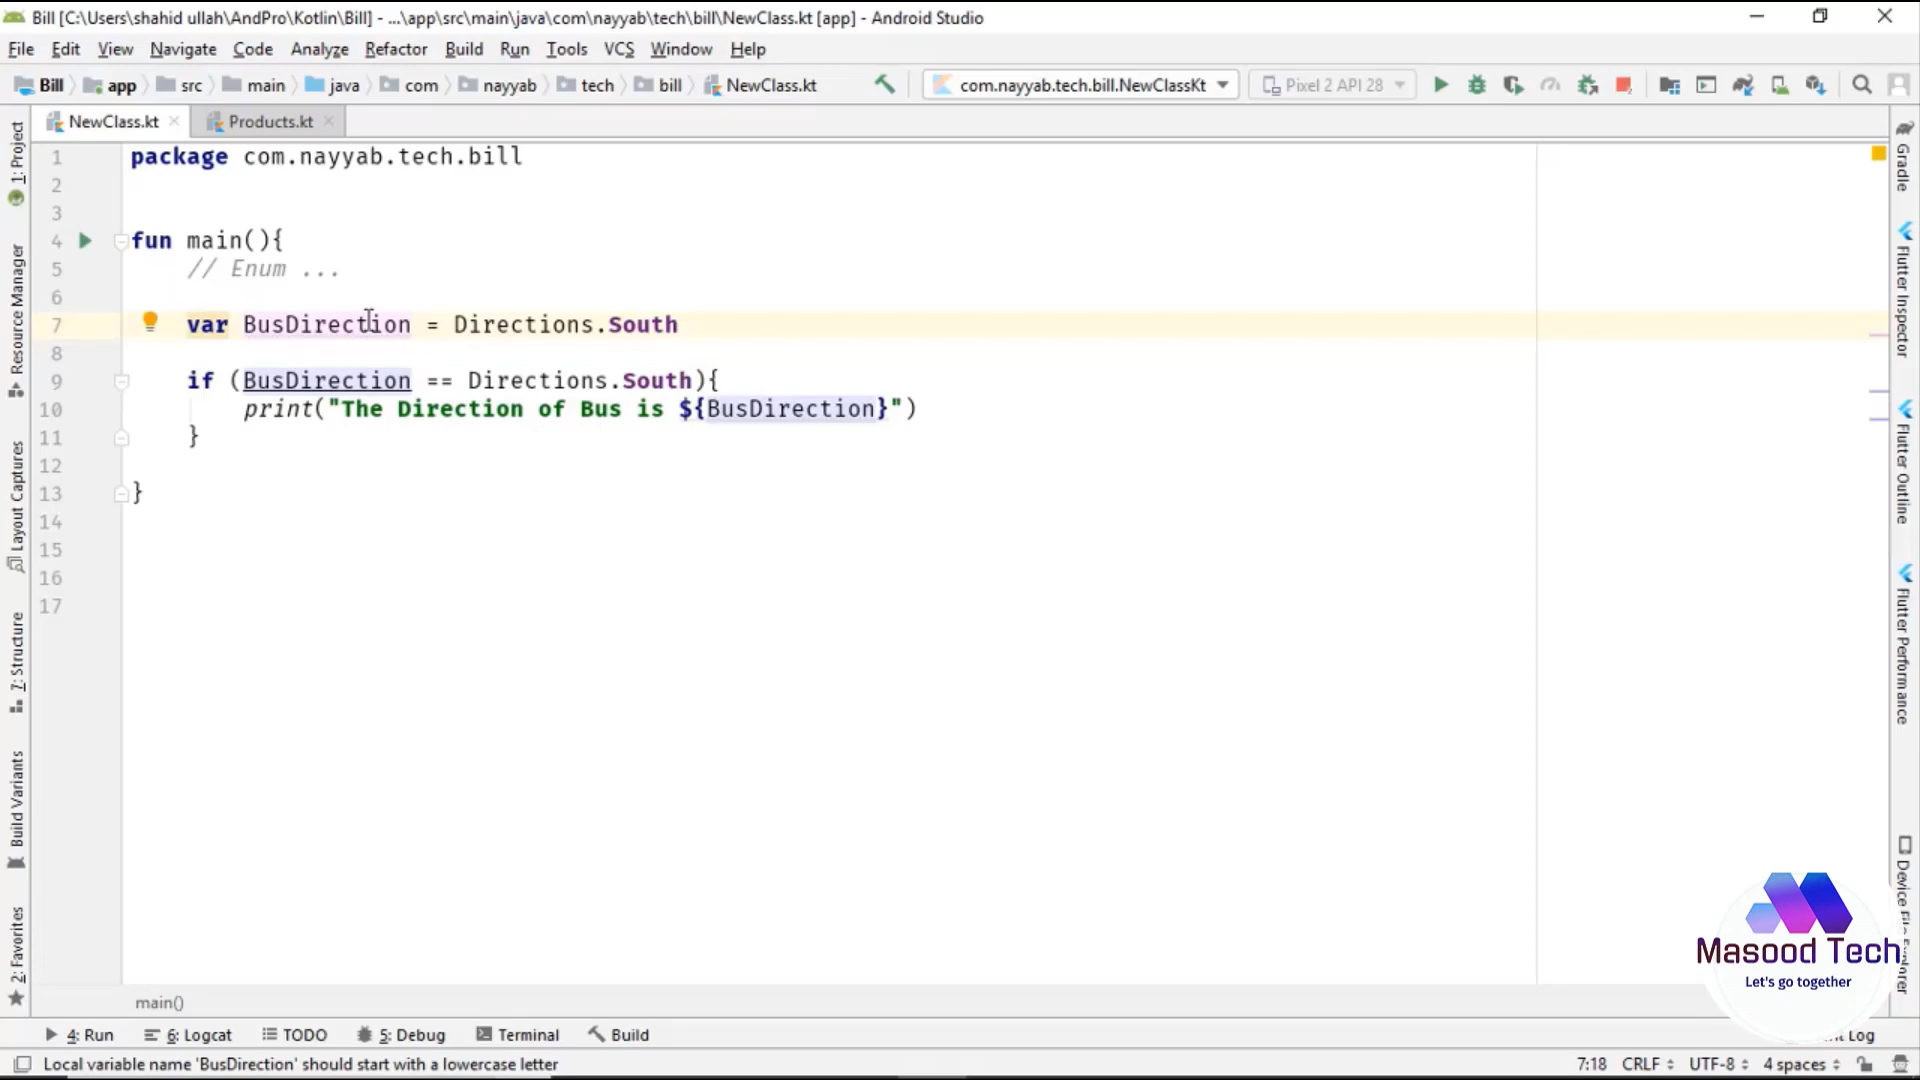 Bill [C:\Users\shahid ullah\AndPro\Kotlin\Bill] - ...\app\src\main\java\com\nayyab\tech\bill\NewClass.kt [app] - Android Studio
File Edit View Navigate Code Analyze Refactor Build Run Tools VCS Window Help
Bill app src main java com nayyab tech bill NewClass.kt com.nayyab.tech.bill.NewClassKt Pixel 2 API 28
NewClass.kt Products.kt
1 package com.nayyab.tech.bill
2
3
4 fun main(){
5 // Enum ...
6
7 var BusDirection = Directions.South
8
9 if (BusDirection == Directions.South){
10 print("The Direction of Bus is ${BusDirection}")
11 }
12
13 }
14
15
16
17
main()
1: Project
Resource Manager
Layout Captures
7: Structure
Build Variants
2: Favorites
Gradle
Flutter Inspector
Flutter Outline
Flutter Performance
Device File Explorer
Masood Tech
Let's go together
4: Run 6: Logcat TODO 5: Debug Terminal Build Log
Local variable name 'BusDirection' should start with a lowercase letter 7:18 CRLF UTF-8 4 spaces